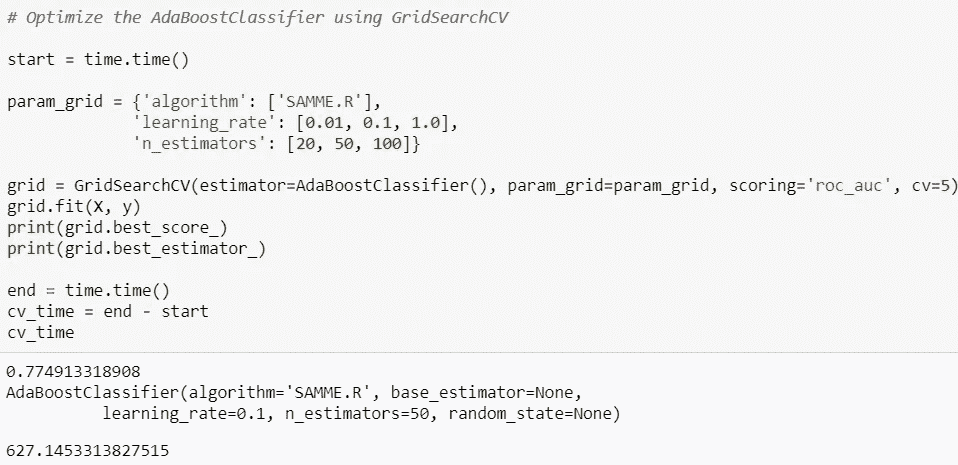 # Optimize the AdaBoostClassifier using GridSearchCV
start = time.time()
param_grid = {'algorithm': ['SAMME.R'],
'learning_rate': [0.01, 0.1, 1.0],
'n_estimators': [20, 50, 100]}
grid = GridSearchCV(estimator=AdaBoostClassifier(), param_grid=param_grid, scoring='roc_auc', cv=5)
grid.fit(X, y)
print(grid.best_score_)
print(grid.best_estimator_)
end = time.time()
cv_time = end - start
cv_time
0.774913318908
AdaBoostClassifier(algorithm='SAMME.R', base_estimator=None,
learning_rate=0.1, n_estimators=50, random_state=None)
627.1453313827515